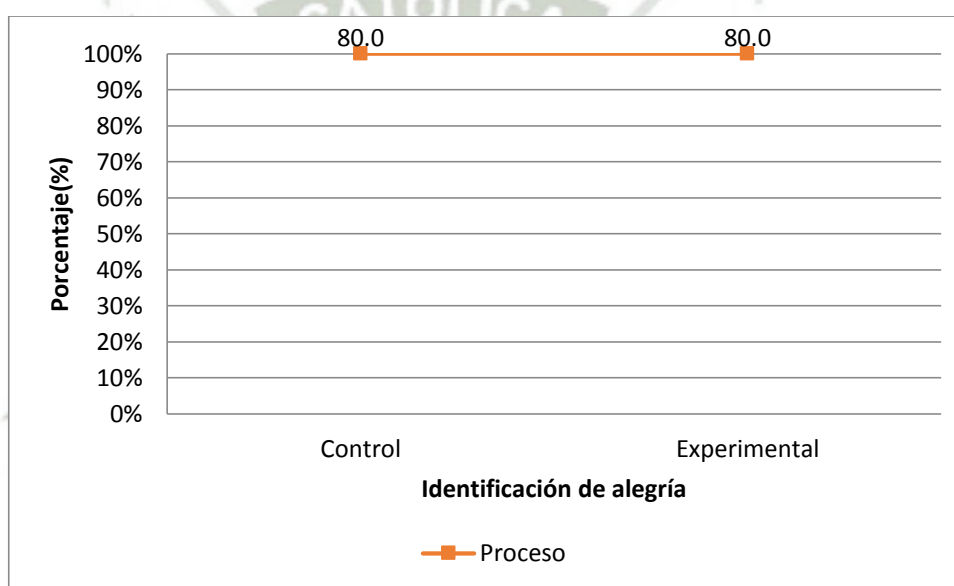 CATOLICA
80.0 80.0
100%
90%
80%
70%
60%
50%
40%
30%
20%
10%
0%
Porcentaje(%)
Control Experimental
Identificación de alegría
Proceso